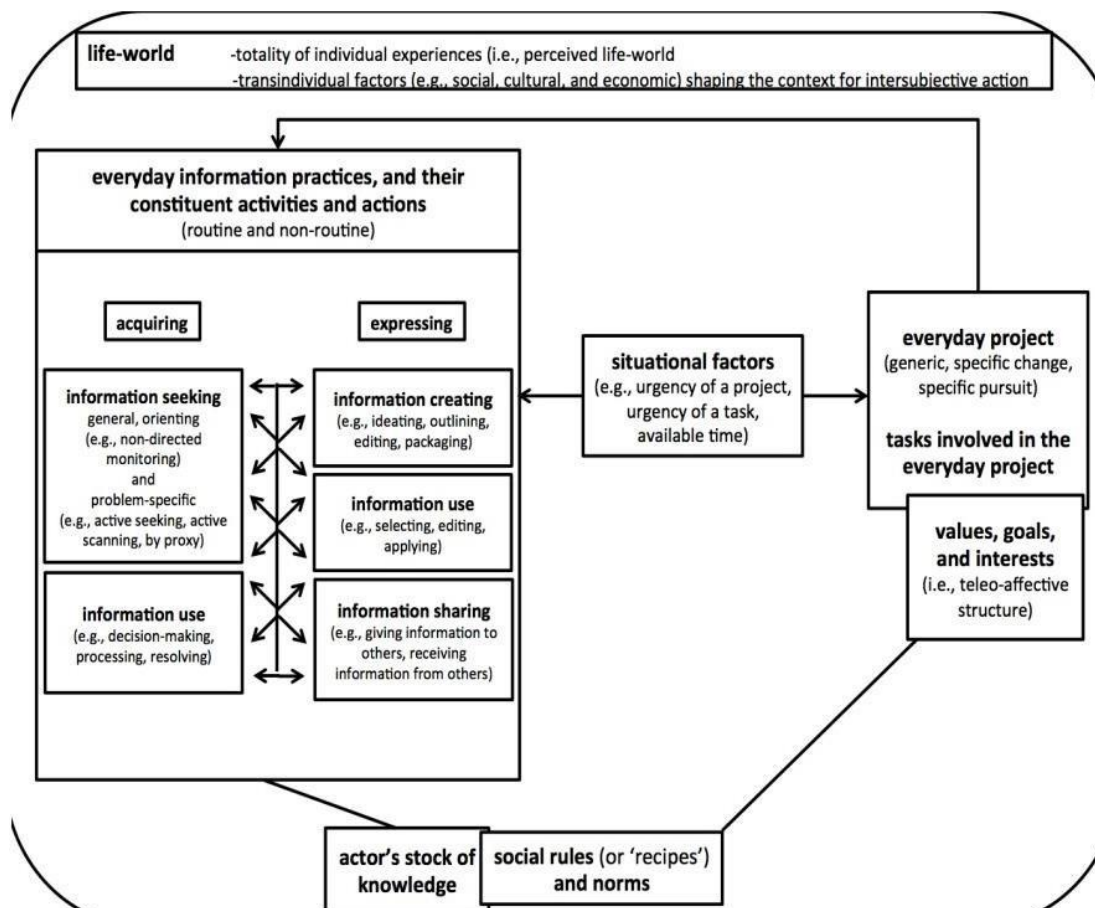 life-world -totality of individual experiences (i.e., perceived life-world
-transindividual factors (e.g., social, cultural, and economic) shaping the context for intersubjective action
everyday information practices, and their
constituent activities and actions
(routine and non-routine)
acquiring
expressing
information seeking
general, orienting
(e.g., non-directed
monitoring)
and
problem-specific
(e.g., active seeking, active
scanning, by proxy)
information use
(e.g., decision-making,
processing, resolving)
information creating
(e.g., ideating, outlining,
editing, packaging)
information use
(e.g., selecting, editing,
applying)
information sharing
(e.g., giving information to
others, receiving
information from others)
situational factors
(e.g., urgency of a project,
urgency of a task,
available time)
everyday project
(generic, specific change,
specific pursuit)
tasks involved in the
everyday project
values, goals,
and interests
(i.e., teleo-affective
structure)
actor's stock of
knowledge
social rules (or 'recipes')
and norms